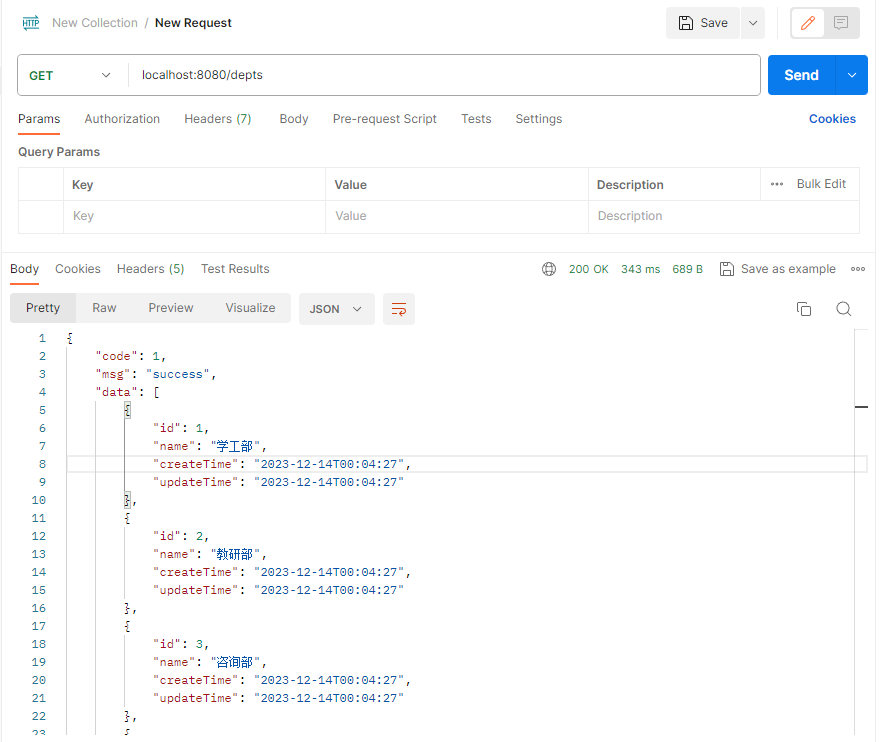 HTTP New Collection / New Request Save
GET localhost:8080/depts Send
Params Authorization Headers (7) Body Pre-request Script Tests Settings Cookies
Query Params
Key Value Description ••• Bulk Edit
Key Value Description
Body Cookies Headers (5) Test Results 200 OK 343 ms 689 B Save as example
Pretty Raw Preview Visualize JSON
1 {
2 "code": 1,
3 "msg": "success",
4 "data": [
5 {
6 "id": 1,
7 "name": "学工部",
8 "createTime": "2023-12-14T00:04:27",
9 "updateTime": "2023-12-14T00:04:27"
10 },
11 {
12 "id": 2,
13 "name": "教研部",
14 "createTime": "2023-12-14T00:04:27",
15 "updateTime": "2023-12-14T00:04:27"
16 },
17 {
18 "id": 3,
19 "name": "咨询部",
20 "createTime": "2023-12-14T00:04:27",
21 "updateTime": "2023-12-14T00:04:27"
22 },
23 {